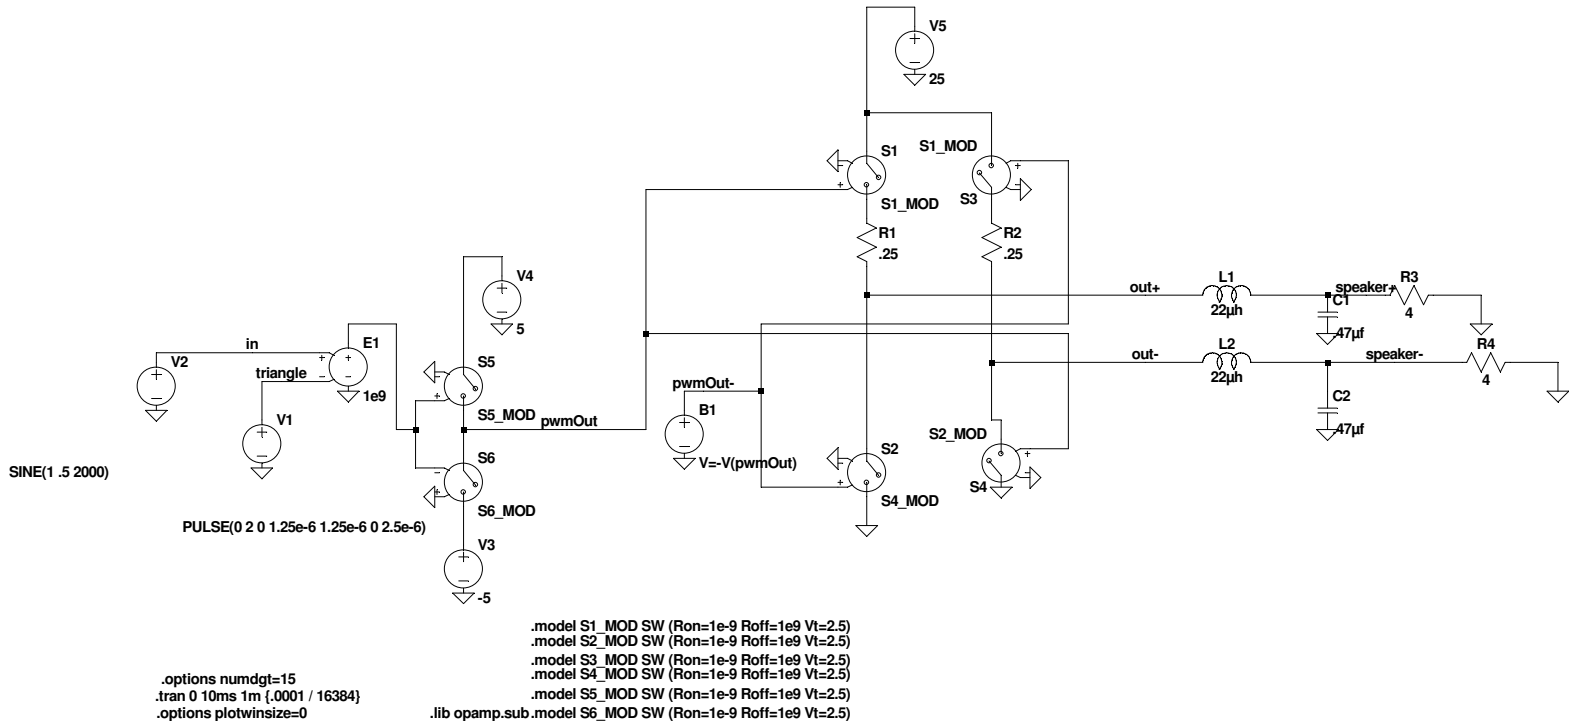 V5
25
S1
S1_MOD
S1_MOD
S3
R1
.25
R2
.25
V4
5
out+
L1
22µh
speaker+
C1
.47µf
R3
4
in
V2
E1
1e9
triangle
V1
S5
S5_MOD
pwmOut
out-
L2
22µh
speaker-
R4
4
C2
.47µf
pwmOut-
B1
V=-V(pwmOut)
S2
S4_MOD
S2_MOD
S4
S6
S6_MOD
SINE(1 .5 2000)
PULSE(0 2 0 1.25e-6 1.25e-6 0 2.5e-6)
V3
-5
.model S1_MOD SW (Ron=1e-9 Roff=1e9 Vt=2.5)
.model S2_MOD SW (Ron=1e-9 Roff=1e9 Vt=2.5)
.model S3_MOD SW (Ron=1e-9 Roff=1e9 Vt=2.5)
.model S4_MOD SW (Ron=1e-9 Roff=1e9 Vt=2.5)
.model S5_MOD SW (Ron=1e-9 Roff=1e9 Vt=2.5)
.lib opamp.sub .model S6_MOD SW (Ron=1e-9 Roff=1e9 Vt=2.5)
.options numdgt=15
.tran 0 10ms 1m {.0001 / 16384}
.options plotwinsize=0